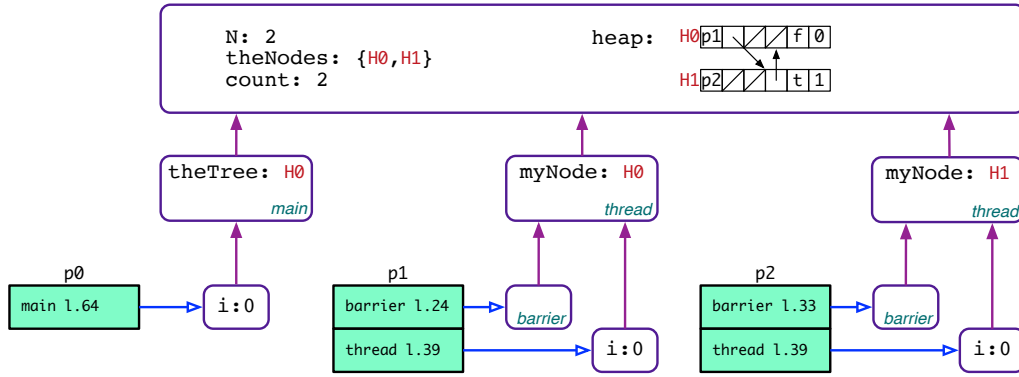 N: 2
theNodes: {H0,H1}
count: 2
heap:
H0 p1 f 0
H1 p2 t 1
theTree: H0
main
myNode: H0
thread
myNode: H1
thread
p0
main l.64
i:0
p1
barrier l.24
barrier
thread l.39
i:0
p2
barrier l.33
barrier
thread l.39
i:0